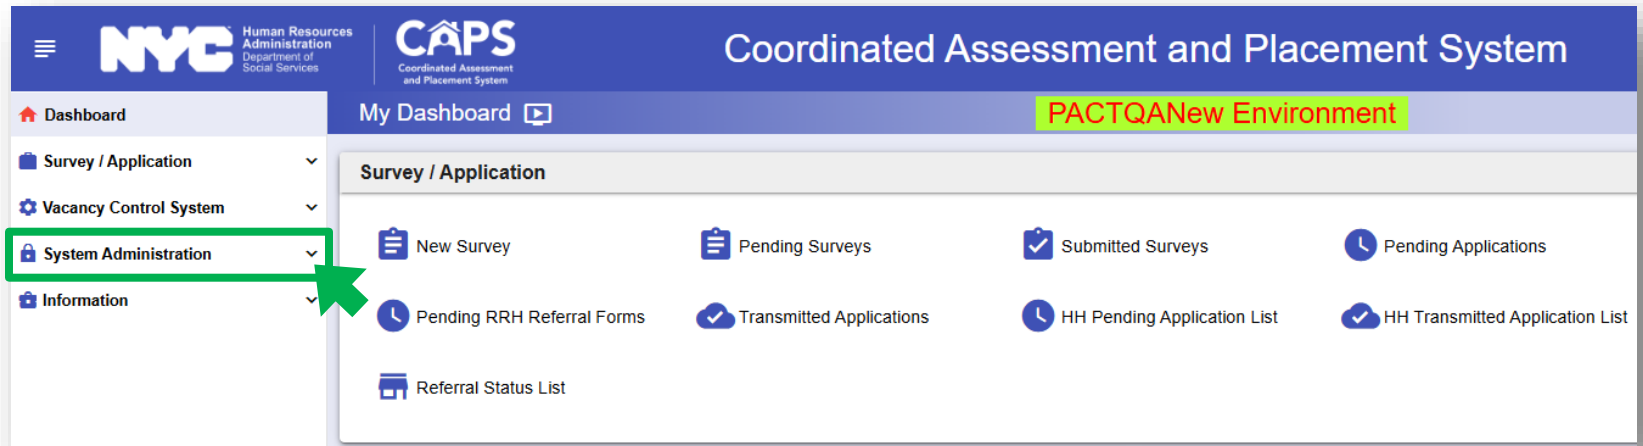 NYC
Human Resources
Administration
Department of
Social Services
CAPS
Coordinated Assessment
and Placement System
Coordinated Assessment and Placement System
Dashboard
My Dashboard
PACTQANew Environment
Survey / Application
Vacancy Control System
System Administration
Information
Survey / Application
New Survey
Pending Surveys
Submitted Surveys
Pending Applications
Pending RRH Referral Forms
Transmitted Applications
HH Pending Application List
HH Transmitted Application List
Referral Status List